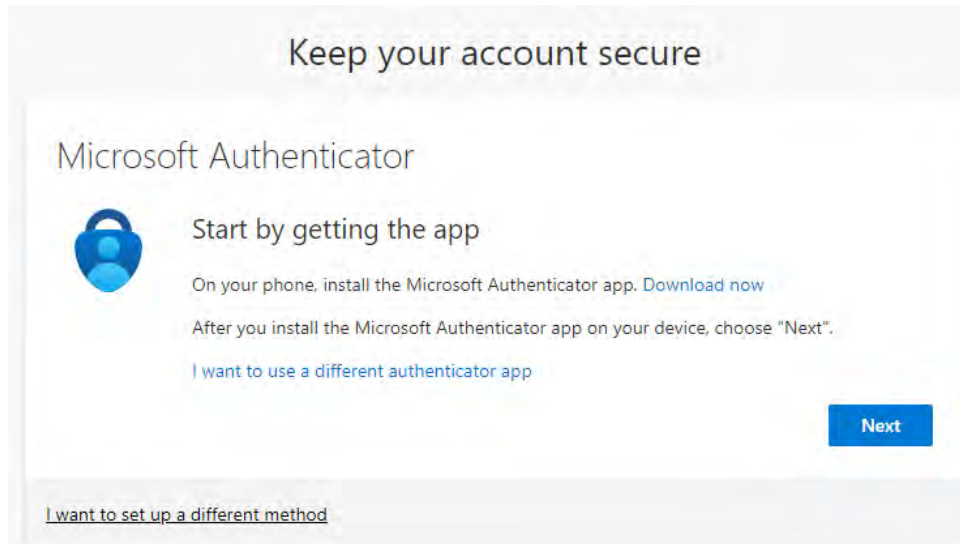 Keep your account secure
Microsoft Authenticator
Start by getting the app
On your phone, install the Microsoft Authenticator app. Download now
After you install the Microsoft Authenticator app on your device, choose "Next".
I want to use a different authenticator app
Next
I want to set up a different method